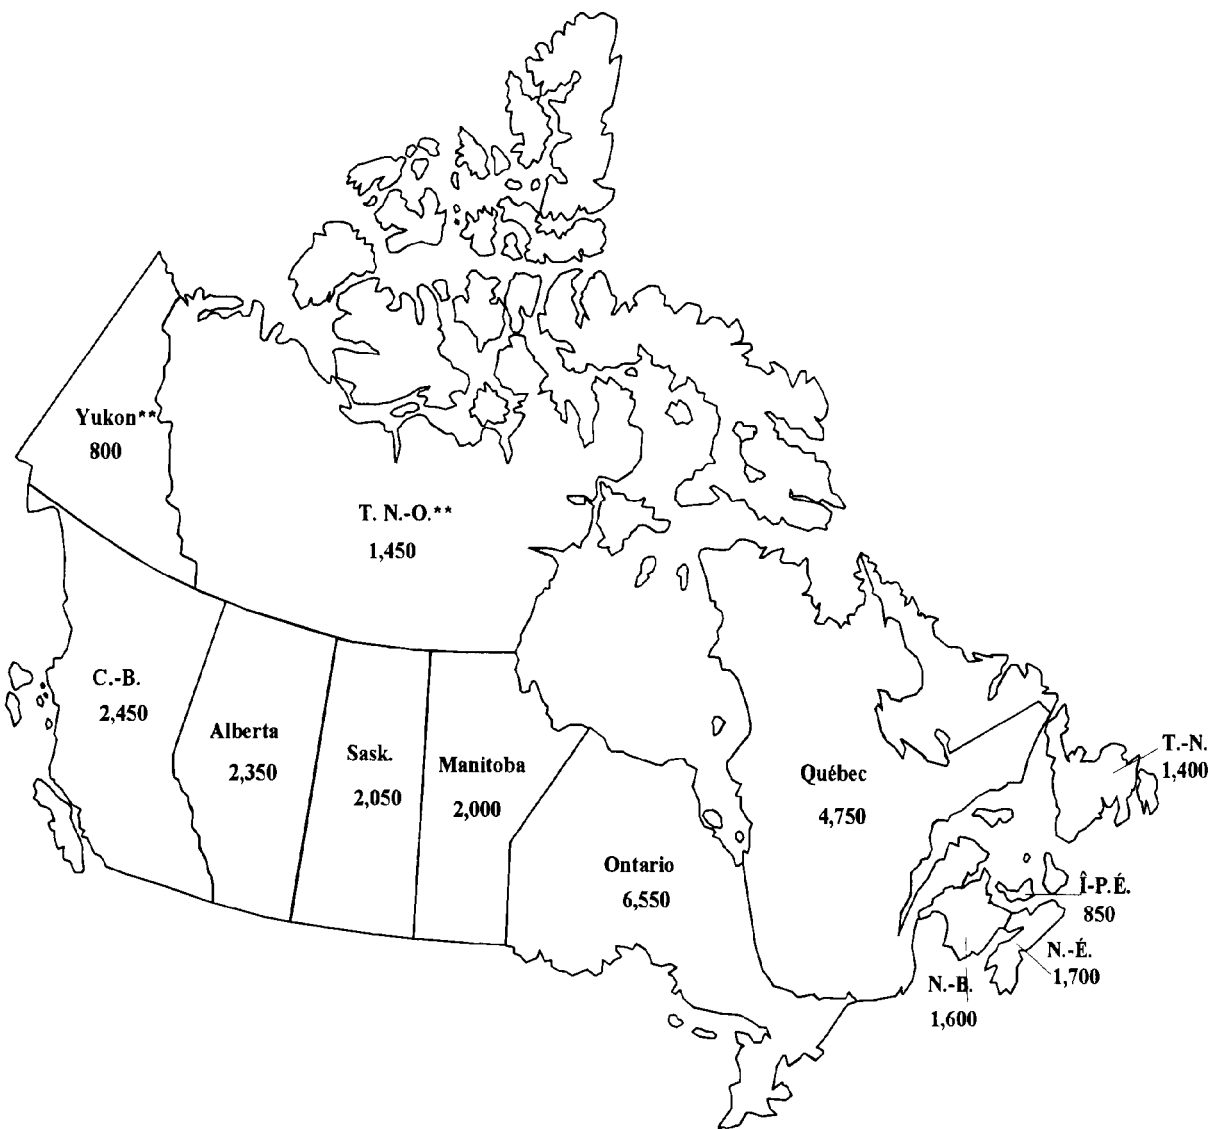 Yukon**
800
T. N.-O.**
1,450
C.-B.
2,450
Alberta
2,350
Sask.
2,050
Manitoba
2,000
Ontario
6,550
Québec
4,750
T.-N.
1,400
Î-P.É.
850
N.-É.
1,700
N.-B.
1,600